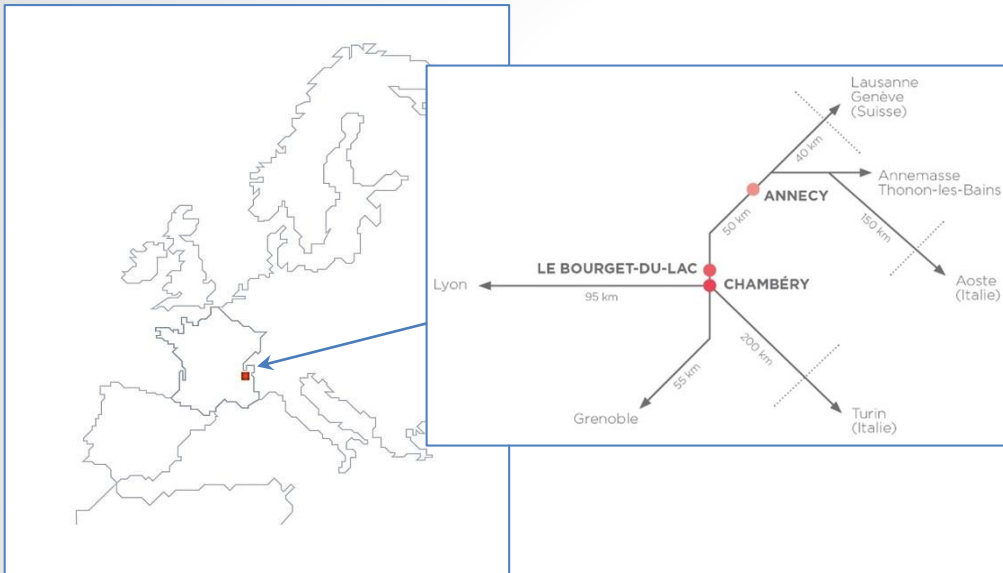 Lausanne
Genève
(Suisse)
40 km
Annemasse
Thonon-les-Bains
ANNECY
50 km
150 km
LE BOURGET-DU-LAC
Lyon
CHAMBÉRY
95 km
Aoste
(Italie)
200 km
55 km
Grenoble
Turin
(Italie)